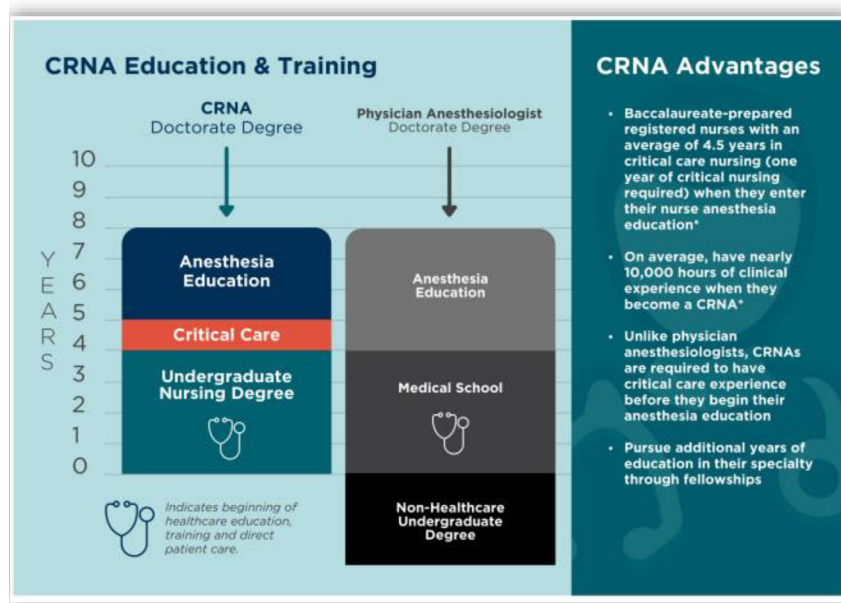 CRNA Education & Training
CRNA
Doctorate Degree
Physician Anesthesiologist
Doctorate Degree
10
9
8
7
6
5
4
3
2
1
0
YEARS
Anesthesia
Education
Critical Care
Undergraduate
Nursing Degree
Anesthesia
Education
Medical School
Non-Healthcare
Undergraduate
Degree
Indicates beginning of
healthcare education,
training and direct
patient care.
CRNA Advantages
• Baccalaureate-prepared
registered nurses with an
average of 4.5 years in
critical care nursing (one
year of critical nursing
required) when they enter
their nurse anesthesia
education*
• On average, have nearly
10,000 hours of clinical
experience when they
become a CRNA*
• Unlike physician
anesthesiologists, CRNAs
are required to have
critical care experience
before they begin their
anesthesia education
• Pursue additional years of
education in their specialty
through fellowships